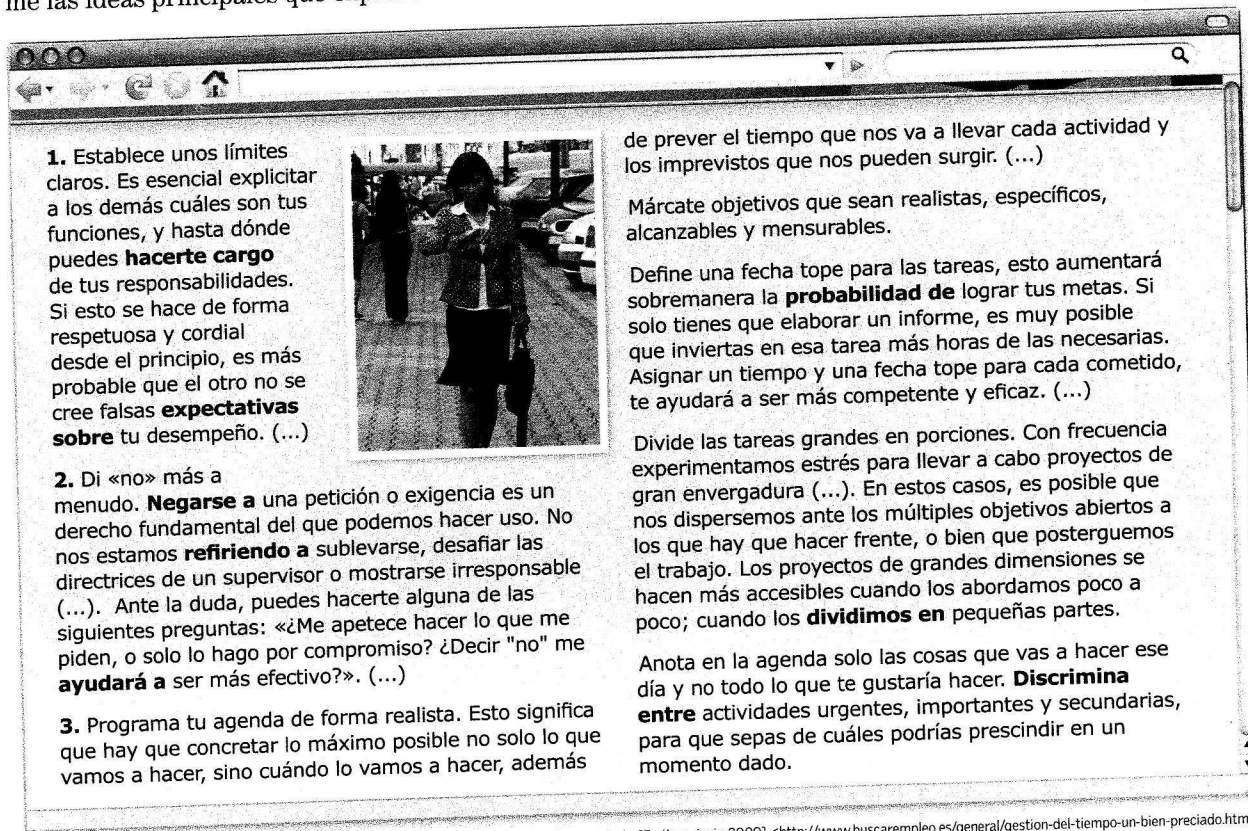 me las ideas principales que
1. Establece unos límites
claros. Es esencial explicitar
a los demás cuáles son tus
funciones, y hasta dónde
puedes hacerte cargo
de tus responsabilidades.
Si esto se hace de forma
respetuosa y cordial
desde el principio, es más
probable que el otro no se
cree falsas expectativas
sobre tu desempeño. (...)
2. Di «no» más a
menudo. Negarse a una petición o exigencia es un
derecho fundamental del que podemos hacer uso. No
nos estamos refiriendo a sublevarse, desafiar las
directrices de un supervisor o mostrarse irresponsable
(...). Ante la duda, puedes hacerte alguna de las
siguientes preguntas: «¿Me apetece hacer lo que me
piden, o solo lo hago por compromiso? ¿Decir "no" me
ayudará a ser más efectivo?». (...)
3. Programa tu agenda de forma realista. Esto significa
que hay que concretar lo máximo posible no solo lo que
vamos a hacer, sino cuándo lo vamos a hacer, además
de prever el tiempo que nos va a llevar cada actividad y
los imprevistos que nos pueden surgir. (...)
Márcate objetivos que sean realistas, específicos,
alcanzables y mensurables.
Define una fecha tope para las tareas, esto aumentará
sobremanera la probabilidad de lograr tus metas. Si
solo tienes que elaborar un informe, es muy posible
que inviertas en esa tarea más horas de las necesarias.
Asignar un tiempo y una fecha tope para cada cometido,
te ayudará a ser más competente y eficaz. (...)
Divide las tareas grandes en porciones. Con frecuencia
experimentamos estrés para llevar a cabo proyectos de
gran envergadura (...). En estos casos, es posible que
nos dispersemos ante los múltiples objetivos abiertos a
los que hay que hacer frente, o bien que posterguemos
el trabajo. Los proyectos de grandes dimensiones se
hacen más accesibles cuando los abordamos poco a
poco; cuando los dividimos en pequeñas partes.
Anota en la agenda solo las cosas que vas a hacer ese
día y no todo lo que te gustaría hacer. Discrimina
entre actividades urgentes, importantes y secundarias,
para que sepas de cuáles podrías prescindir en un
momento dado.
<http://www.buscarempleo.es/general/gestion-del-tiempo-un-bien-preciado.htm